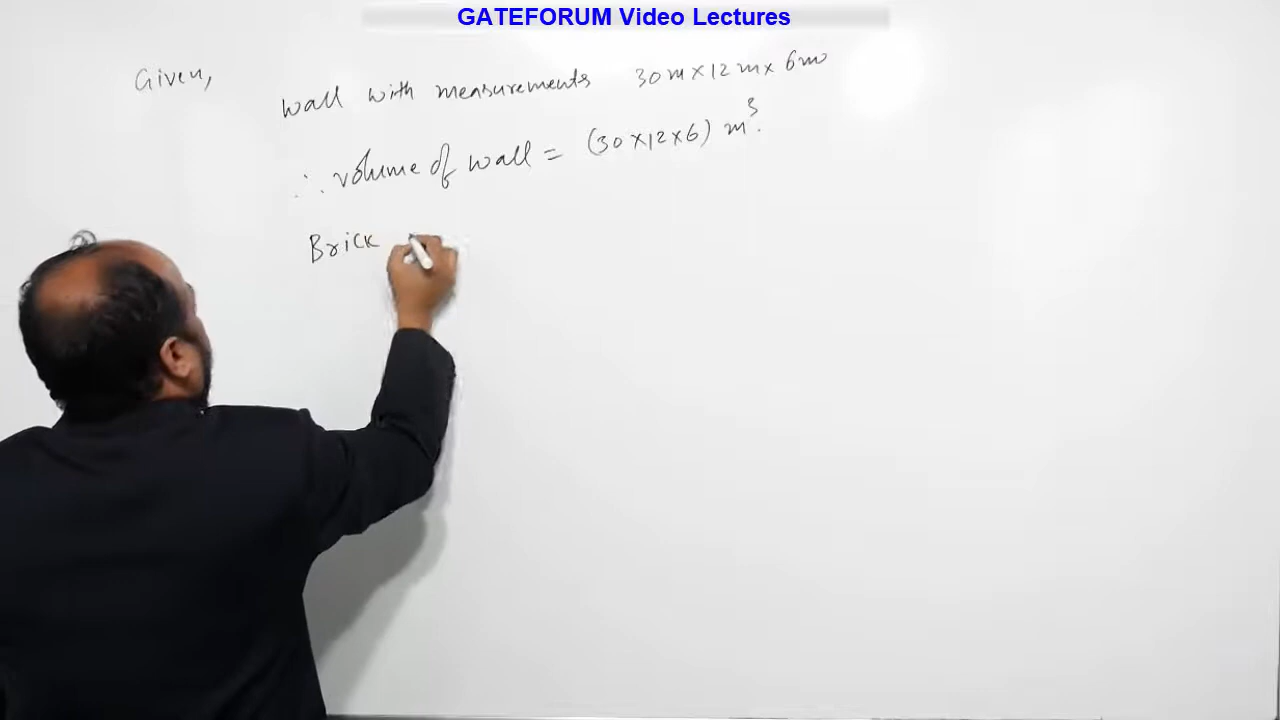 GATEFORUM Video Lectures
Given,
wall with measurements 30m×12m×6m
∴ volume of wall = (30×12×6) m³.
Brick